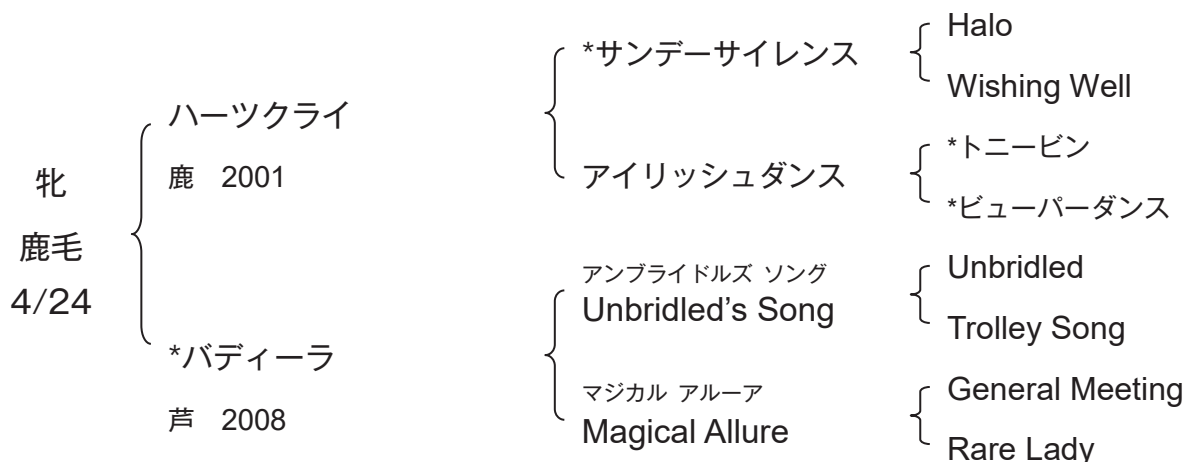 牝
鹿毛
4/24
ハーツクライ
鹿 2001
*バディーラ
芦 2008
*サンデーサイレンス
アイリッシュダンス
アンブライドルズ ソング
Unbridled's Song
マジカル アルーア
Magical Allure
Halo
Wishing Well
*トニービン
*ビューパーダンス
Unbridled
Trolley Song
General Meeting
Rare Lady